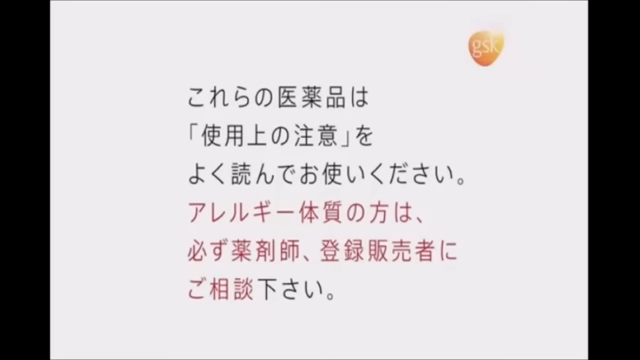 gsk
これらの医薬品は
「使用上の注意」を
よく読んでお使いください。
アレルギー体質の方は、
必ず薬剤師、登録販売者に
ご相談下さい。